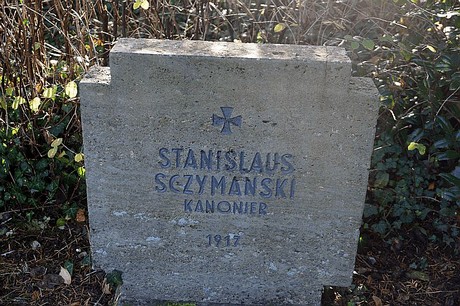 STANISLAUS
SCZYMANSKI
KANONIER
1917